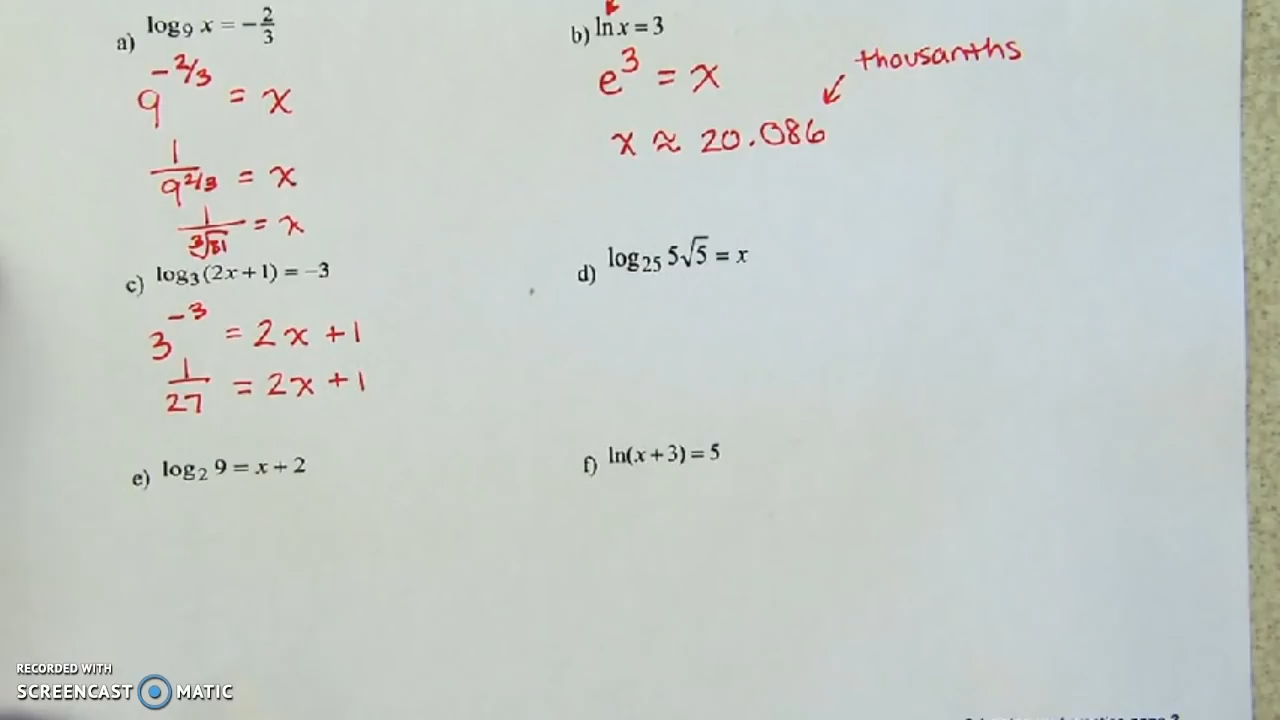 a) log₉ x = -2/3
9^(-2/3) = x
1/9^(2/3) = x
1/∛81 = x
b) ln x = 3
e³ = x
thousanths
x ≈ 20.086
c) log₃(2x+1) = -3
3⁻³ = 2x + 1
1/27 = 2x + 1
d) log₂₅ 5√5 = x
e) log₂ 9 = x + 2
f) ln(x+3) = 5
RECORDED WITH
SCREENCAST MATIC